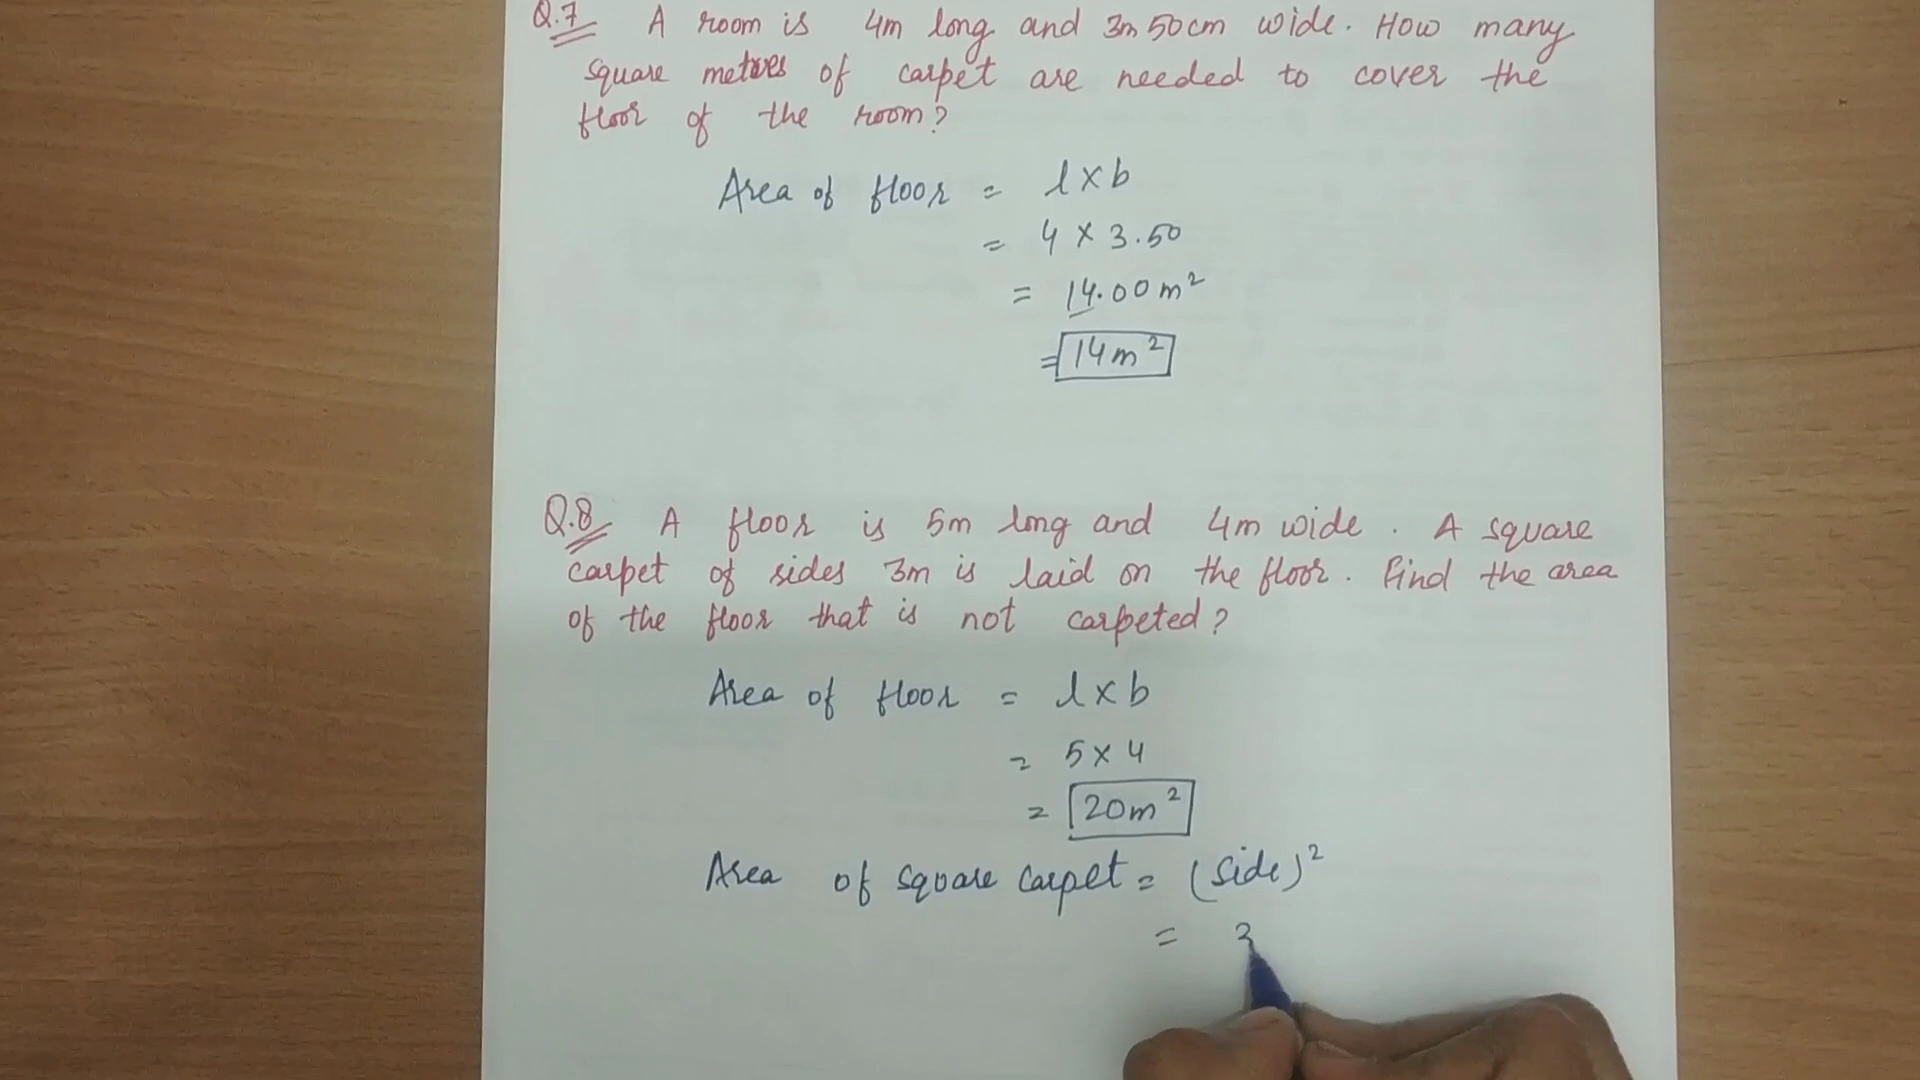 Q.7 A room is 4m long and 3m 50cm wide. How many
square metres of carpet are needed to cover the
floor of the room?
Area of floor = l×b
= 4 × 3.50
= 14.00 m²
= 14m²
Q.8 A floor is 5m long and 4m wide. A square
carpet of sides 3m is laid on the floor. Find the area
of the floor that is not carpeted?
Area of floor = l×b
= 5 × 4
= 20m²
Area of square carpet = (side)²
= 3